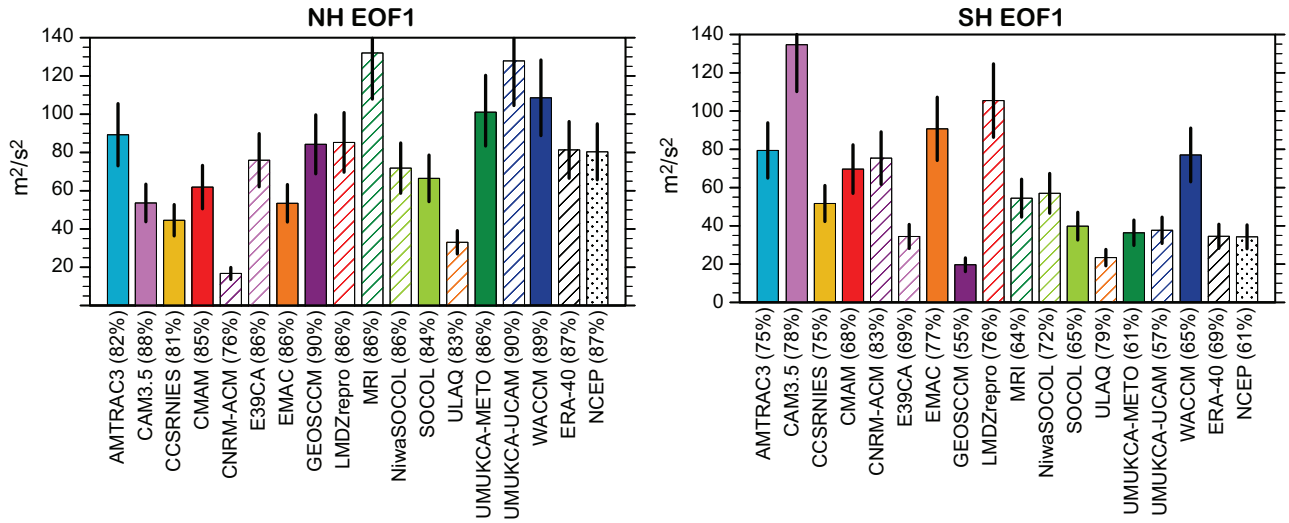 NH EOF1
m²/s²
140
120
100
80
60
40
20
AMTRAC3 (82%)
CAM3.5 (88%)
CCSRNIES (81%)
CMAM (85%)
CNRM-ACM (76%)
E39CA (86%)
EMAC (86%)
GEOSCCM (90%)
LMDZrepro (86%)
MRI (86%)
NiwaSOCOL (86%)
SOCOL (84%)
ULAQ (83%)
UMUKCA-METO (86%)
UMUKCA-UCAM (90%)
WACCM (89%)
ERA-40 (87%)
NCEP (87%)
SH EOF1
m²/s²
140
120
100
80
60
40
20
0
AMTRAC3 (75%)
CAM3.5 (78%)
CCSRNIES (75%)
CMAM (68%)
CNRM-ACM (83%)
E39CA (69%)
EMAC (77%)
GEOSCCM (55%)
LMDZrepro (76%)
MRI (64%)
NiwaSOCOL (72%)
SOCOL (65%)
ULAQ (79%)
UMUKCA-METO (61%)
UMUKCA-UCAM (57%)
WACCM (65%)
ERA-40 (69%)
NCEP (61%)